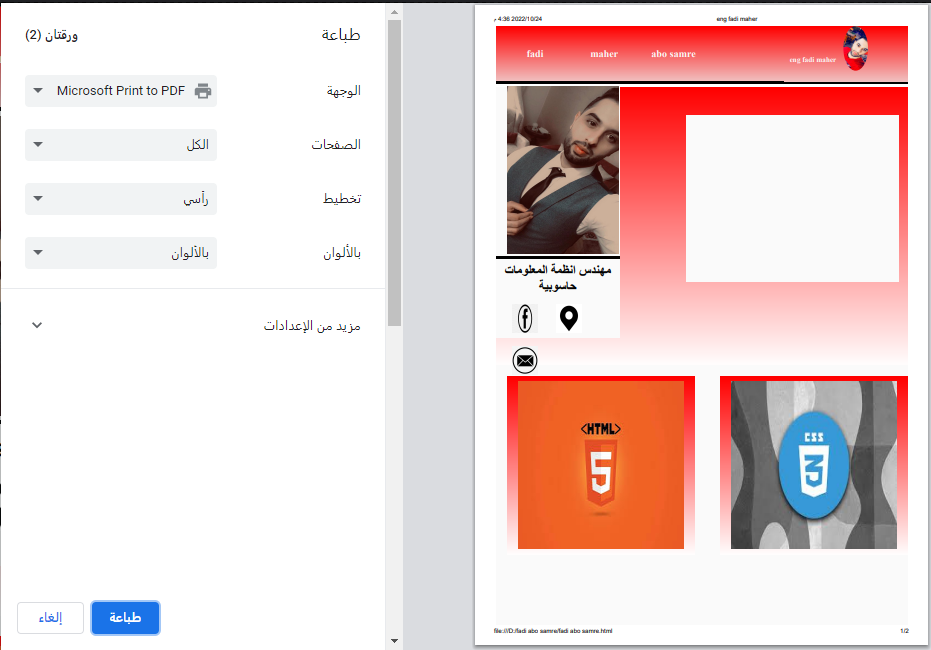 طباعة
ورقتان (2)
الوجهة
Microsoft Print to PDF
الصفحات
الكل
تخطيط
رأسي
بالألوان
بالألوان
مزيد من الإعدادات
طباعة
إلغاء
4:36 2022/10/24 م
eng fadi maher
fadi
maher
abo samre
eng fadi maher
مهندس انظمة المعلومات
حاسوبية
<HTML>
5
CSS
3
file:///D:/fadi abo samre/fadi abo samre.html
1/2